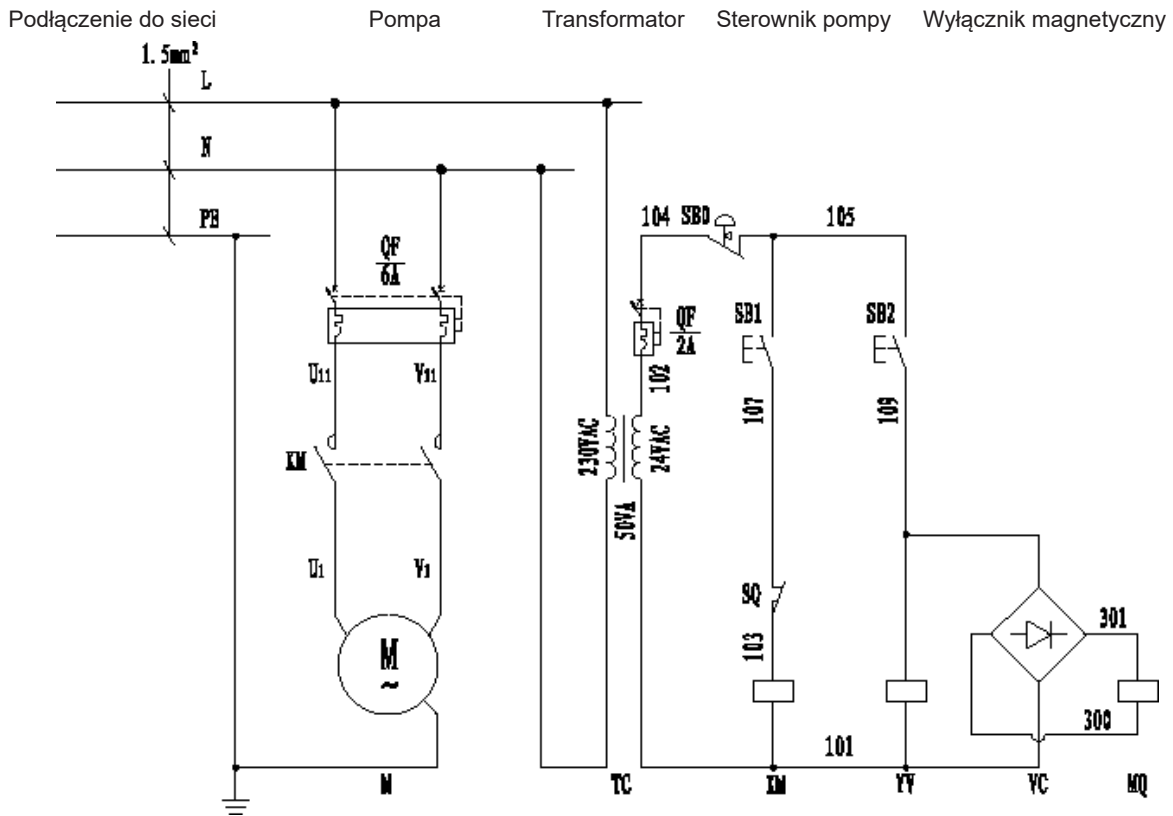 Podłączenie do sieci Pompa Transformator Sterownik pompy Wyłącznik magnetyczny
1.5mm²
L
N
PE
104 SB0 105
QF
6A
QF
2A
SB1 SB2
U11 V11
102
107 109
KM
230VAC 24VAC
50VA
U1 V1
SQ
103
301
M
~
300
101
M TC KM YV VC MQ